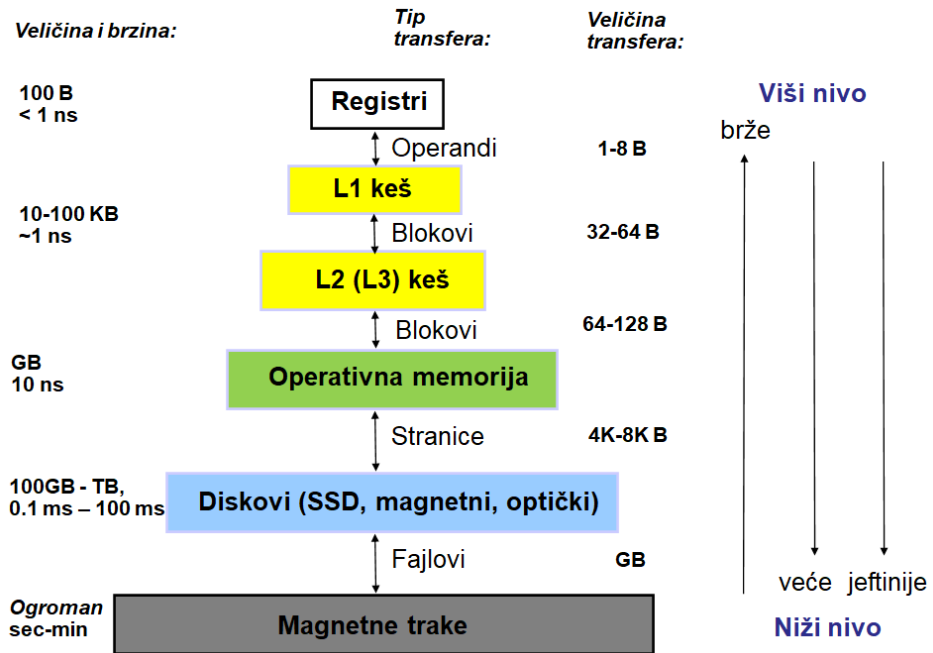 Veličina i brzina:
Tip
transfera:
Veličina
transfera:
100 B
< 1 ns
Registri
Viši nivo
brže
Operandi
1-8 B
L1 keš
10-100 KB
~1 ns
Blokovi
32-64 B
L2 (L3) keš
Blokovi
64-128 B
GB
10 ns
Operativna memorija
Stranice
4K-8K B
100GB - TB,
0.1 ms – 100 ms
Diskovi (SSD, magnetni, optički)
Fajlovi
GB
veće jeftinije
Ogroman
sec-min
Magnetne trake
Niži nivo